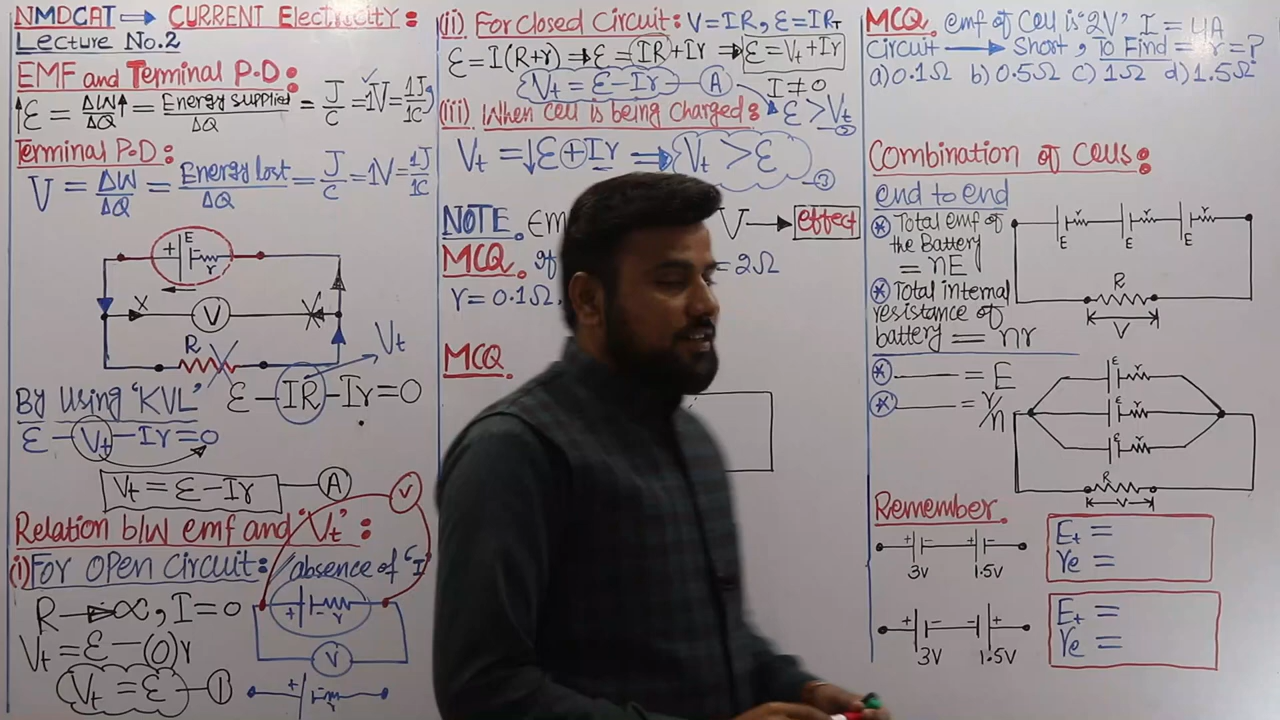 NMDCAT → CURRENT Electricity :
Lecture No.2
EMF and Terminal P-D :
↑ε = ΔW↑/ΔQ = Energy supplied/ΔQ = J/C = 1V = 1J/1C
Terminal P-D :
V = ΔW/ΔQ = Energy lost/ΔQ = J/C = 1V = 1J/1C
+ E - r
X V X
R Vt
By Using 'KVL' ε - IR - Ir = 0
ε - Vt - Ir = 0
Vt = ε - Ir — A
V
Relation b/w emf and 'Vt' :
(i) For Open Circuit : absence of 'I'
R → ∞, I = 0
+ - r
Vt = ε - (0)r
V
Vt = ε — 1
+ - r
(ii) For Closed Circuit : V = IR, ε = IRT
ε = I(R+r) ⇒ ε = IR + Ir ⇒ ε = Vt + Ir
Vt = ε - Ir — A I ≠ 0
ε > Vt — 2
(iii) When cell is being charged :
Vt = ↓ε + Ir ⇒ Vt > ε — 3
NOTE. Em V → effect
MCQ. If = 2Ω
r = 0.1Ω.
MCQ.
MCQ. emf of cell is "2V" I = 4A
Circuit → Short, To Find = r = ?
a) 0.1Ω b) 0.5Ω c) 1Ω d) 1.5Ω
Combination of Cells :
end to end
* Total emf of
the Battery
= nE
* Total internal
resistance of
battery = nr
E r E r E r
R
V
* = E
* = r/n
E r
E r
E r
R
V
Remember.
+ - + -
3V 1.5V
Et =
re =
+ - - +
3V 1.5V
Et =
re =